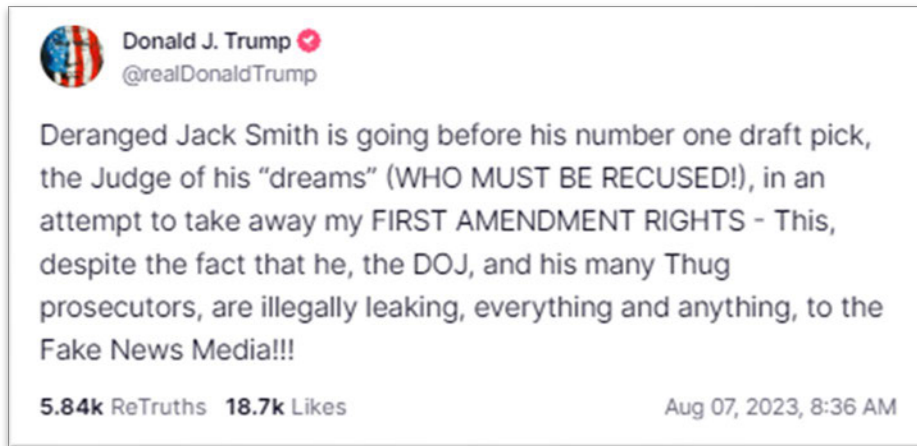 Donald J. Trump
@realDonaldTrump
Deranged Jack Smith is going before his number one draft pick,
the Judge of his “dreams” (WHO MUST BE RECUSED!), in an
attempt to take away my FIRST AMENDMENT RIGHTS - This,
despite the fact that he, the DOJ, and his many Thug
prosecutors, are illegally leaking, everything and anything, to the
Fake News Media!!!
5.84k ReTruths 18.7k Likes Aug 07, 2023, 8:36 AM